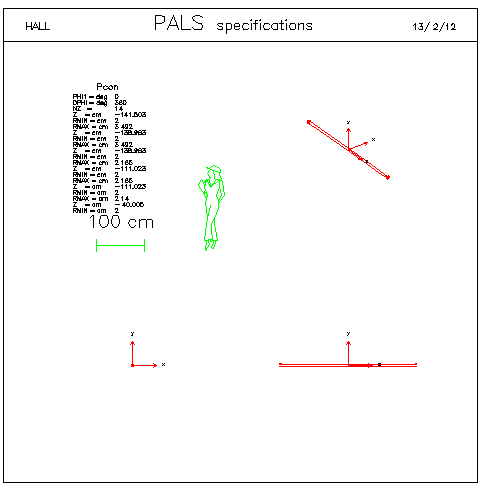 HALL PALS specifications 13/2/12
Pcon
PHI1 = deg 0
DPHI = deg 360
NZ = 14
Z = cm -141.503
RMIN = cm 2
RMAX = cm 3.492
Z = cm -138.963
RMIN = cm 2
RMAX = cm 3.492
Z = cm -138.963
RMIN = cm 2
RMAX = cm 2.165
Z = cm -111.023
RMIN = cm 2
RMAX = cm 2.165
Z = cm -111.023
RMIN = cm 2
RMAX = cm 2.14
Z = cm -40.005
RMIN = cm 2
100 cm
Y
X
Y
X
Y